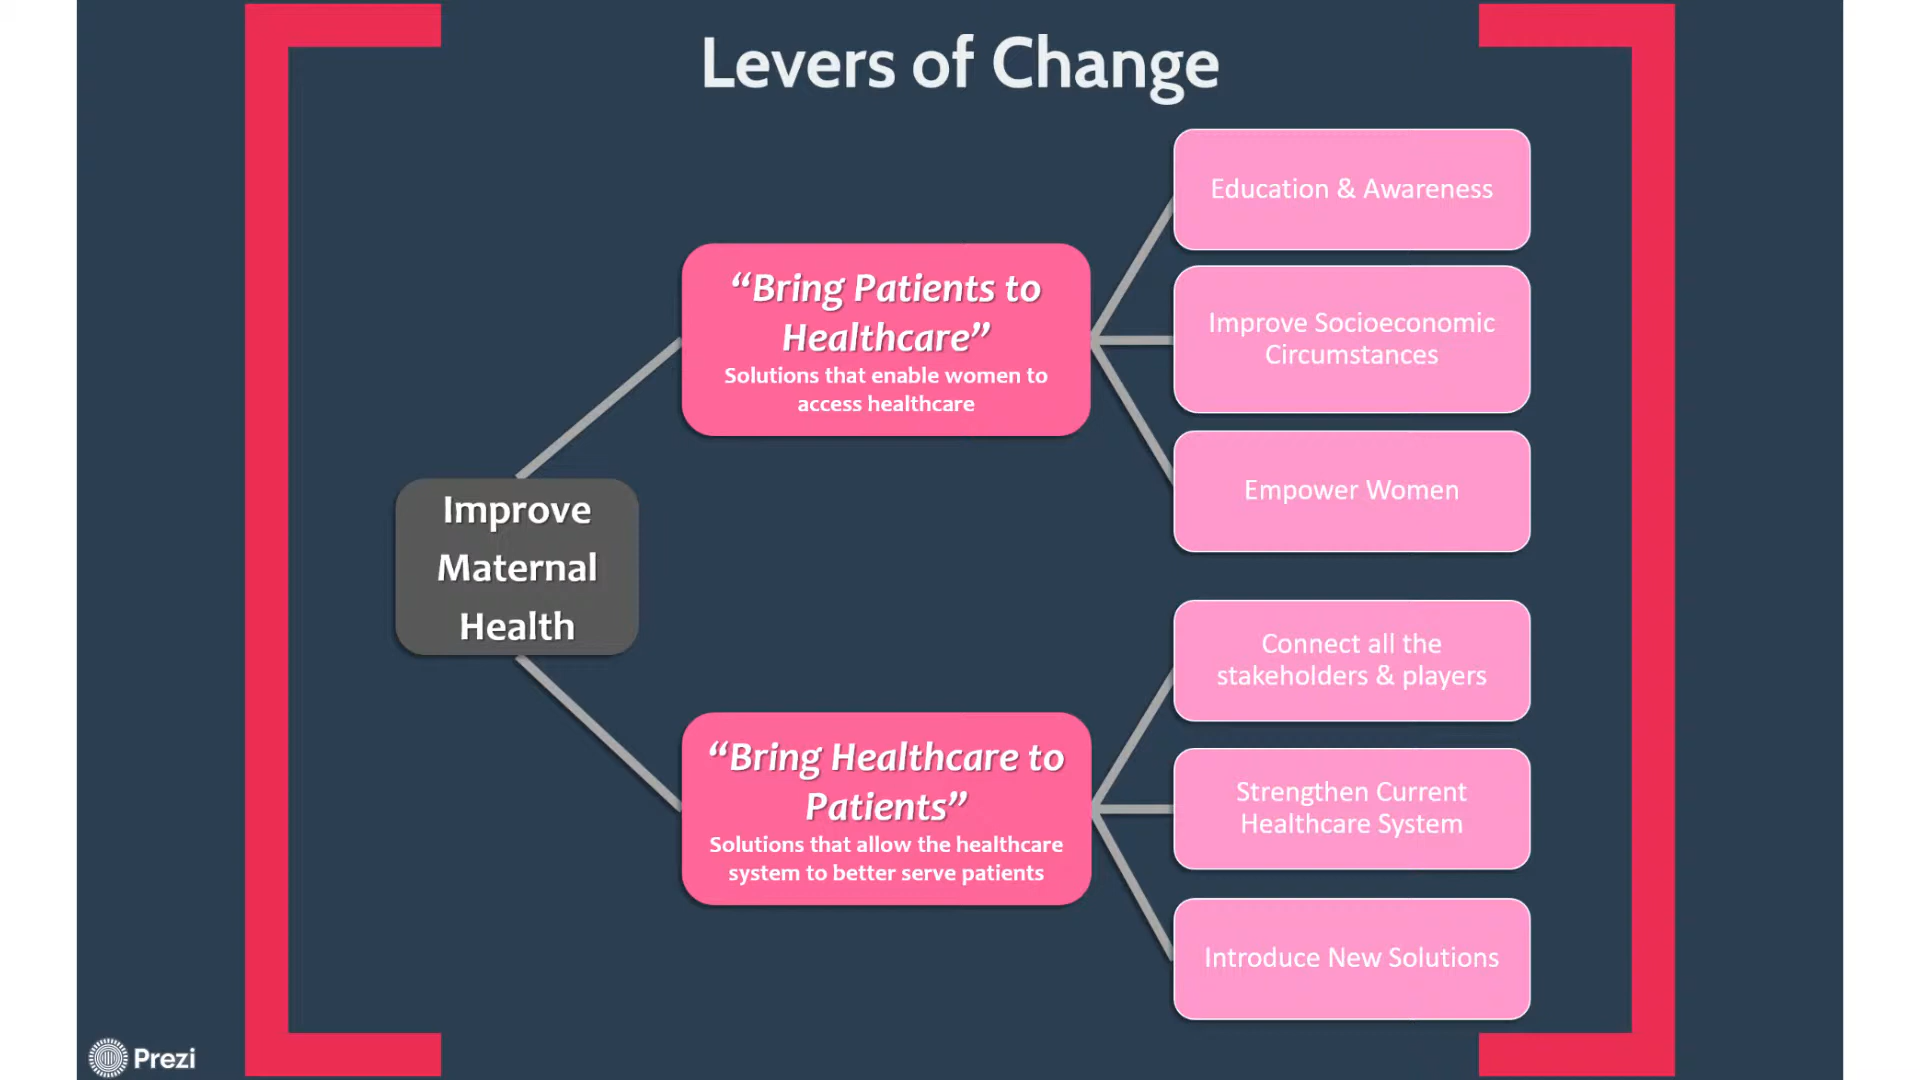 Levers of Change
Education & Awareness
“Bring Patients to
Healthcare”
Solutions that enable women to
access healthcare
Improve Socioeconomic
Circumstances
Empower Women
Improve
Maternal
Health
Connect all the
stakeholders & players
“Bring Healthcare to
Patients”
Solutions that allow the healthcare
system to better serve patients
Strengthen Current
Healthcare System
Introduce New Solutions
Prezi